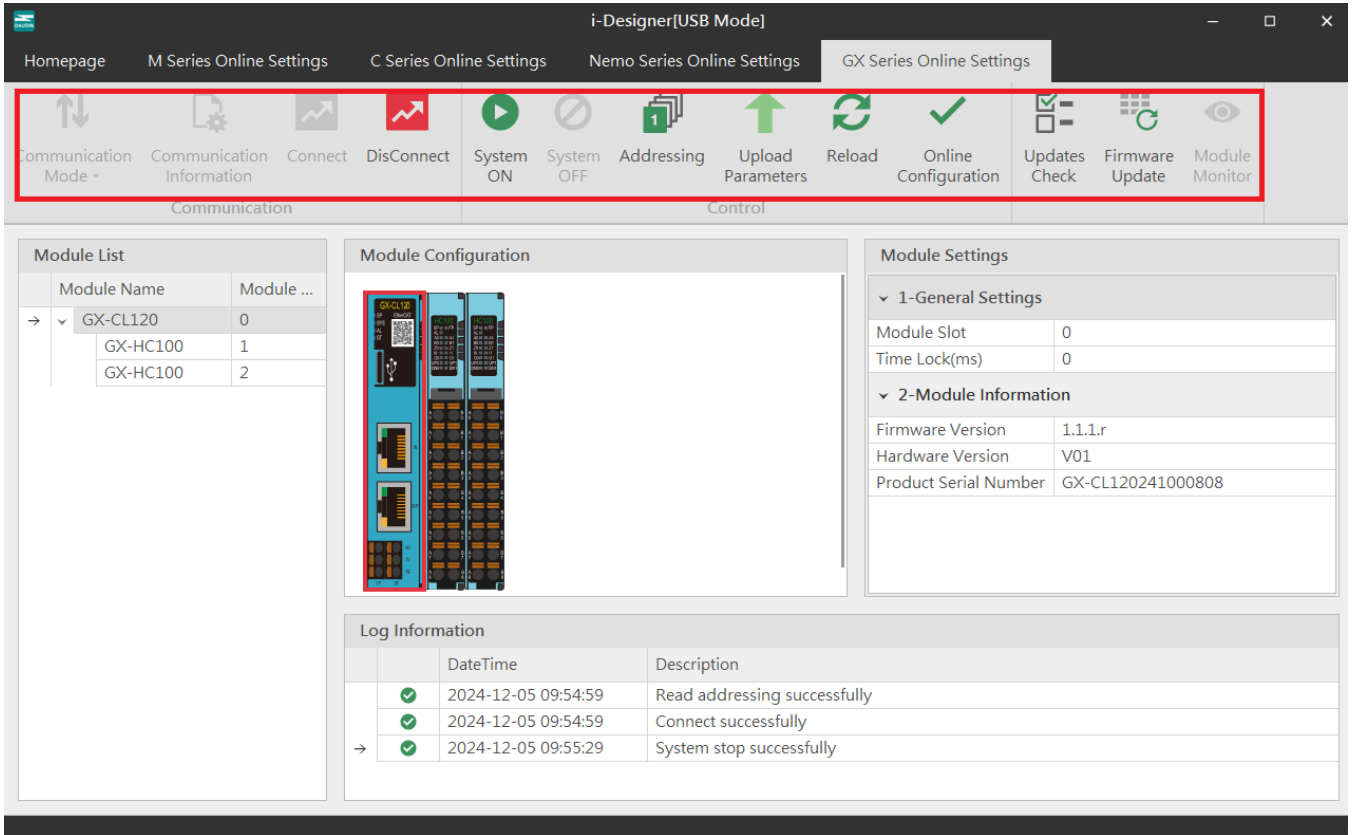 DAUDIN
i-Designer[USB Mode]
Homepage M Series Online Settings C Series Online Settings Nemo Series Online Settings GX Series Online Settings
1
Communication Communication Connect DisConnect System System Addressing Upload Reload Online Updates Firmware Module
Mode Information ON OFF Parameters Configuration Check Update Monitor
Communication Control
Module List
Module Name Module ...
GX-CL120 0
GX-HC100 1
GX-HC100 2
Module Configuration
GX-CL120
EtherCAT
HC100 HC100
Module Settings
1-General Settings
Module Slot 0
Time Lock(ms) 0
2-Module Information
Firmware Version 1.1.1.r
Hardware Version V01
Product Serial Number GX-CL120241000808
Log Information
DateTime Description
2024-12-05 09:54:59 Read addressing successfully
2024-12-05 09:54:59 Connect successfully
2024-12-05 09:55:29 System stop successfully